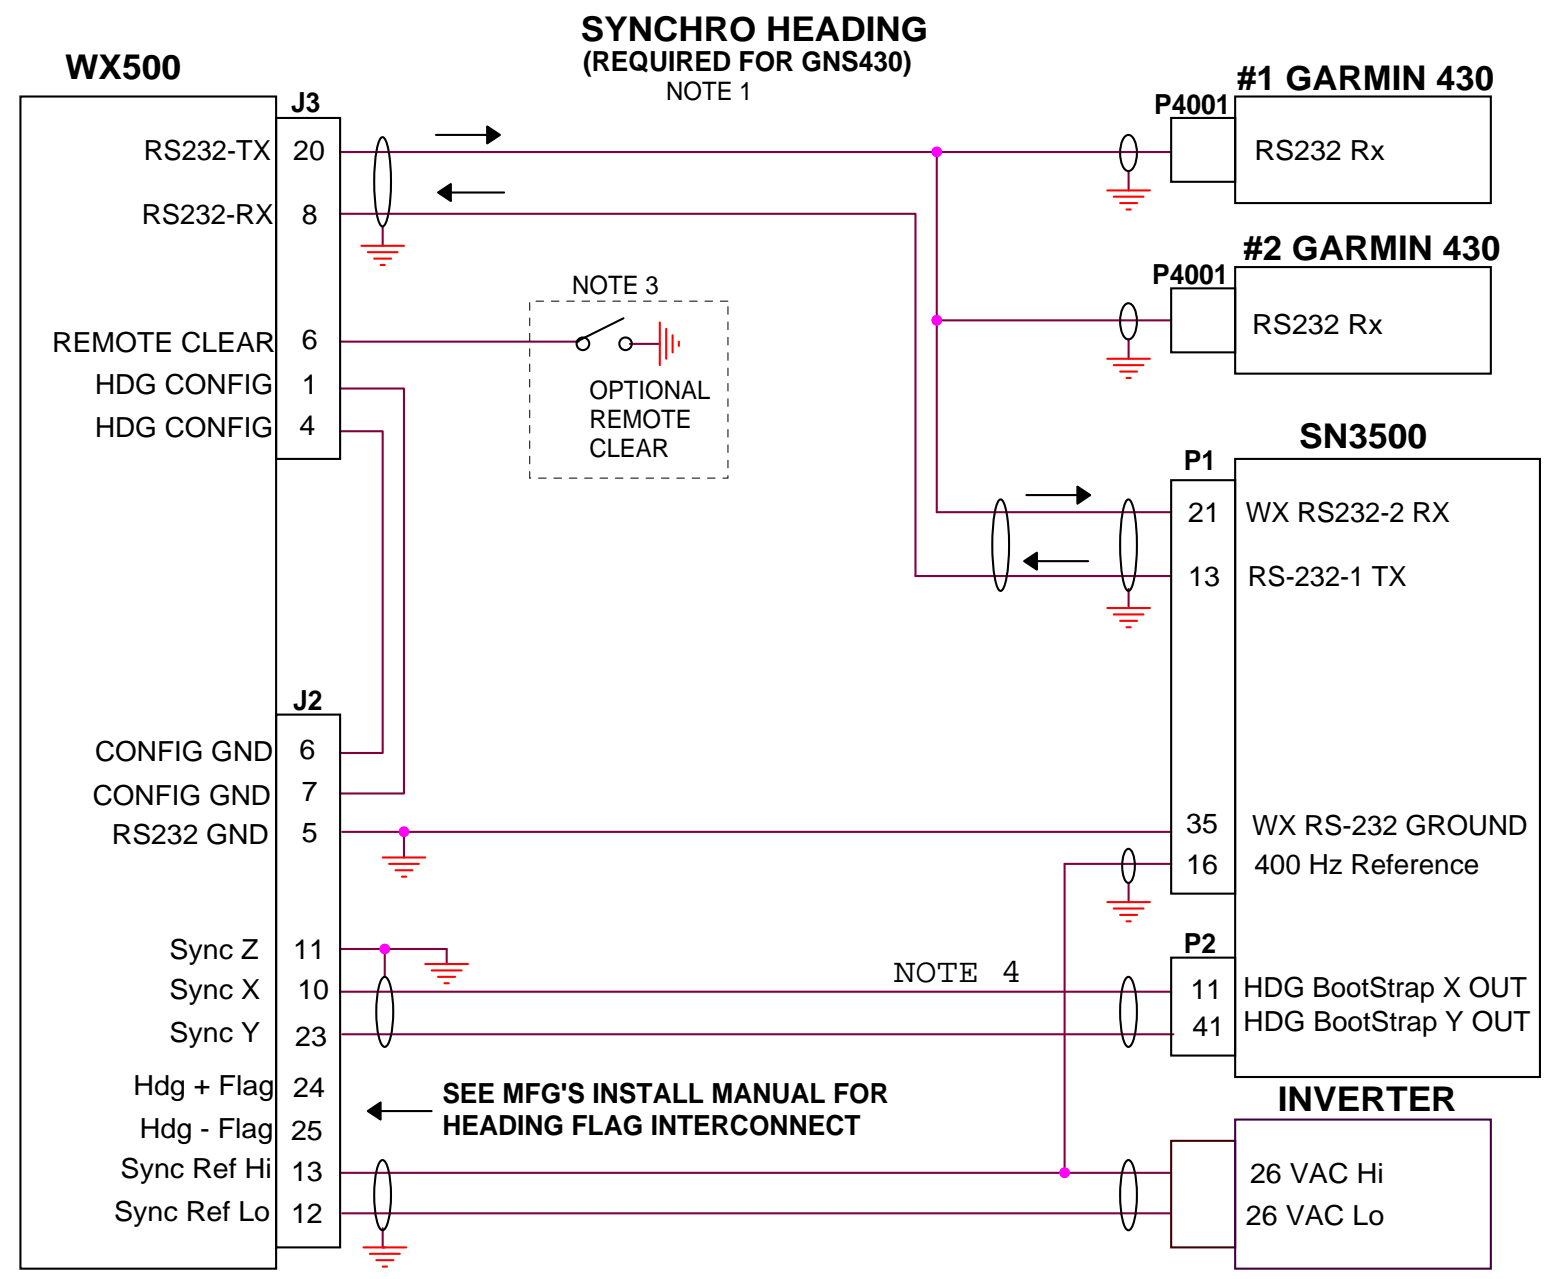 SYNCHRO HEADING
(REQUIRED FOR GNS430)
NOTE 1
WX500
J3
RS232-TX 20
RS232-RX 8
REMOTE CLEAR 6
HDG CONFIG 1
HDG CONFIG 4
NOTE 3
OPTIONAL
REMOTE
CLEAR
J2
CONFIG GND 6
CONFIG GND 7
RS232 GND 5
Sync Z 11
Sync X 10
Sync Y 23
Hdg + Flag 24
Hdg - Flag 25
Sync Ref Hi 13
Sync Ref Lo 12
SEE MFG'S INSTALL MANUAL FOR
HEADING FLAG INTERCONNECT
NOTE 4
#1 GARMIN 430
P4001
RS232 Rx
#2 GARMIN 430
P4001
RS232 Rx
SN3500
P1
21 WX RS232-2 RX
13 RS-232-1 TX
35 WX RS-232 GROUND
16 400 Hz Reference
P2
11 HDG BootStrap X OUT
41 HDG BootStrap Y OUT
INVERTER
26 VAC Hi
26 VAC Lo